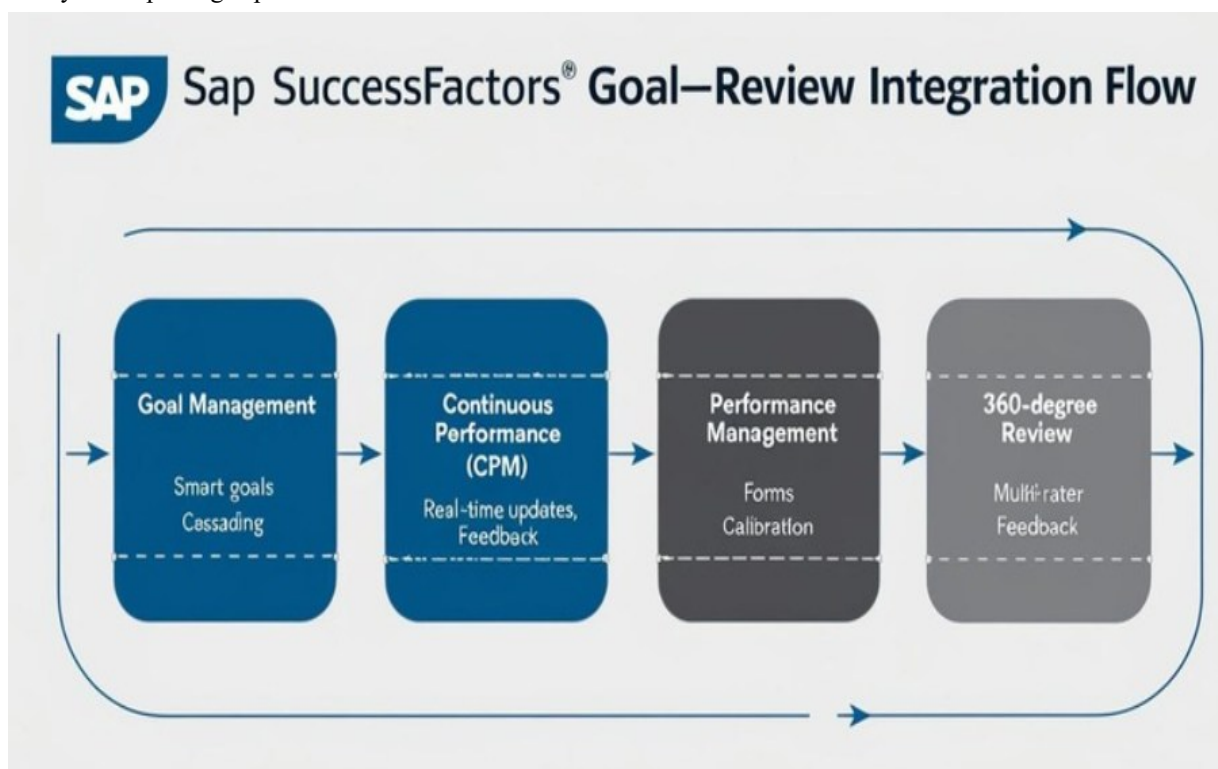 SAP
Sap SuccessFactors® Goal—Review Integration Flow
Goal Management
Smart goals
Cassading
Continuous
Performance
(CPM)
Real-time updates,
Feedback
Performance
Management
Forms
Calibration
360-degree
Review
Multi-rater
Feedback